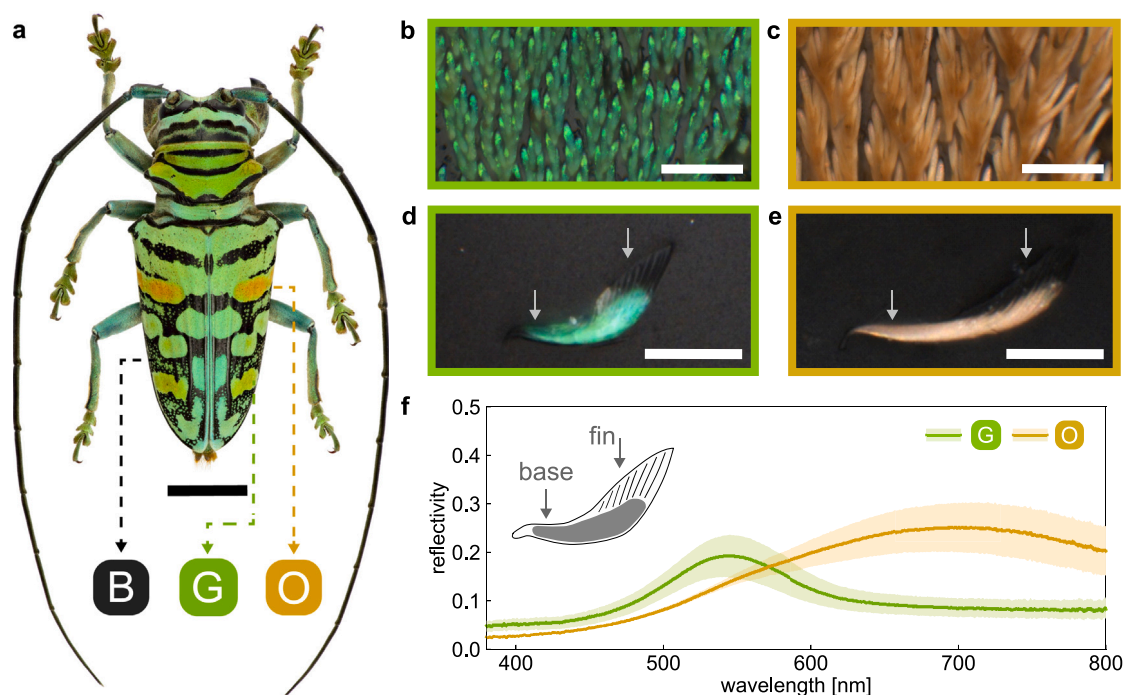 a
b
c
d
e
B
G
O
f
0.5
0.4
0.3
0.2
0.1
0.0
reflectivity
fin
base
G
O
400
500
600
700
800
wavelength [nm]